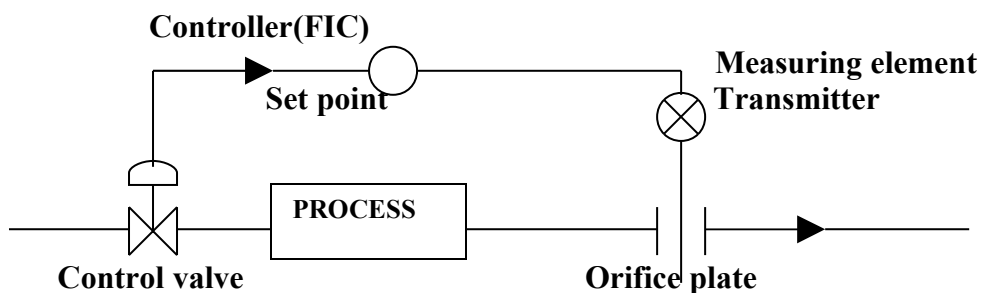 Controller(FIC)
Set point
Measuring element
Transmitter
PROCESS
Control valve
Orifice plate